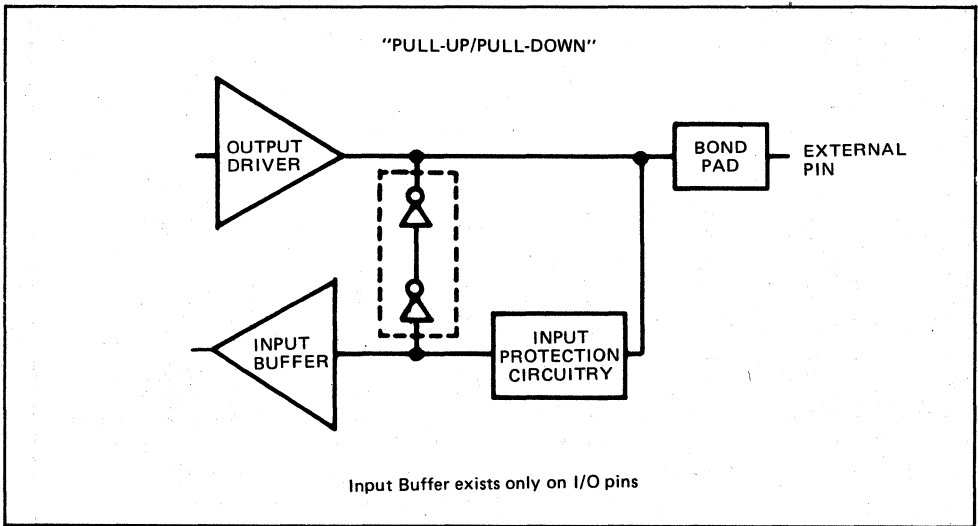 "PULL-UP/PULL-DOWN"
OUTPUT
DRIVER
BOND
PAD
EXTERNAL
PIN
INPUT
BUFFER
INPUT
PROTECTION
CIRCUITRY
Input Buffer exists only on I/O pins